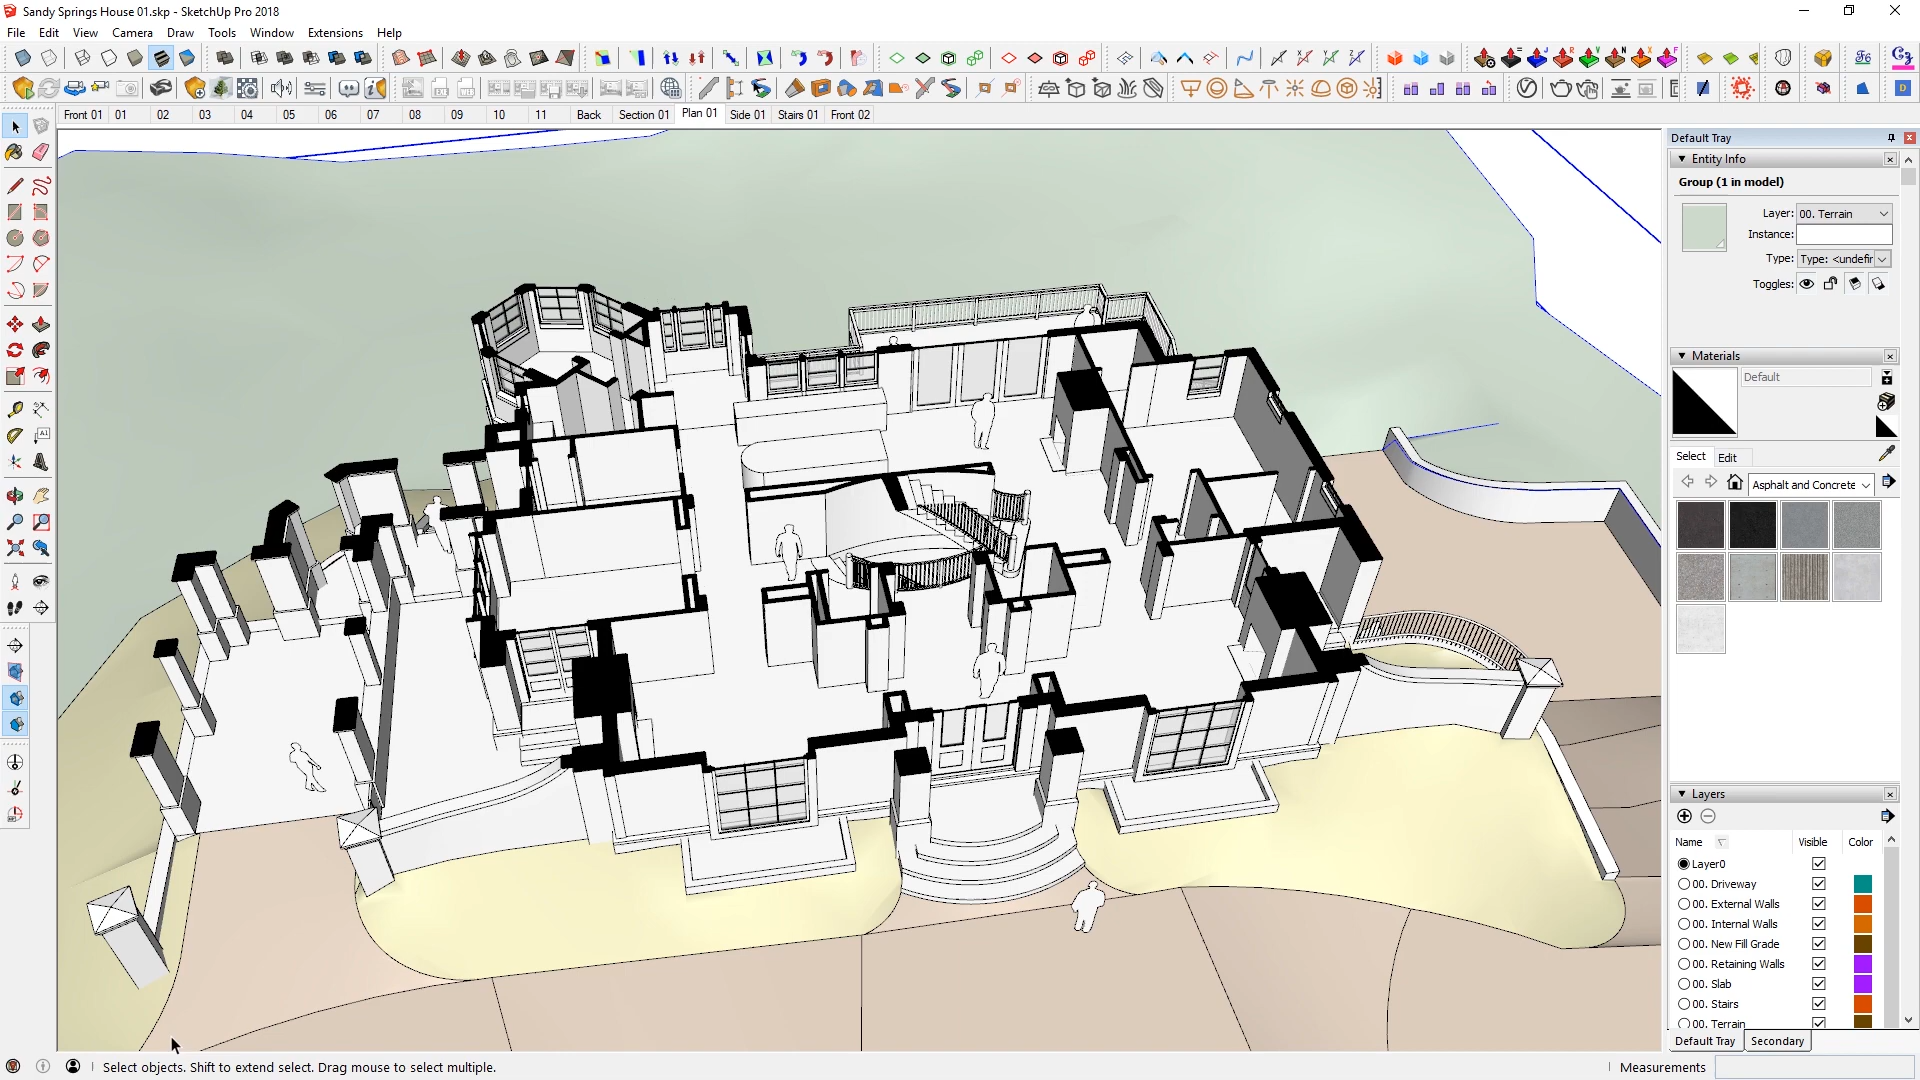 Sandy Springs House 01.skp - SketchUp Pro 2018
File Edit View Camera Draw Tools Window Extensions Help
Front 01 01 02 03 04 05 06 07 08 09 10 11 Back Section 01 Plan 01 Side 01 Stairs 01 Front 02
Default Tray
Entity Info
Group (1 in model)
Layer: 00. Terrain
Instance:
Type: Type: <undefir
Toggles:
Materials
Default
Select Edit
Asphalt and Concrete
Layers
Name Visible Color
Layer0
00. Driveway
00. External Walls
00. Internal Walls
00. New Fill Grade
00. Retaining Walls
00. Slab
00. Stairs
00. Terrain
Default Tray Secondary
Select objects. Shift to extend select. Drag mouse to select multiple.
Measurements